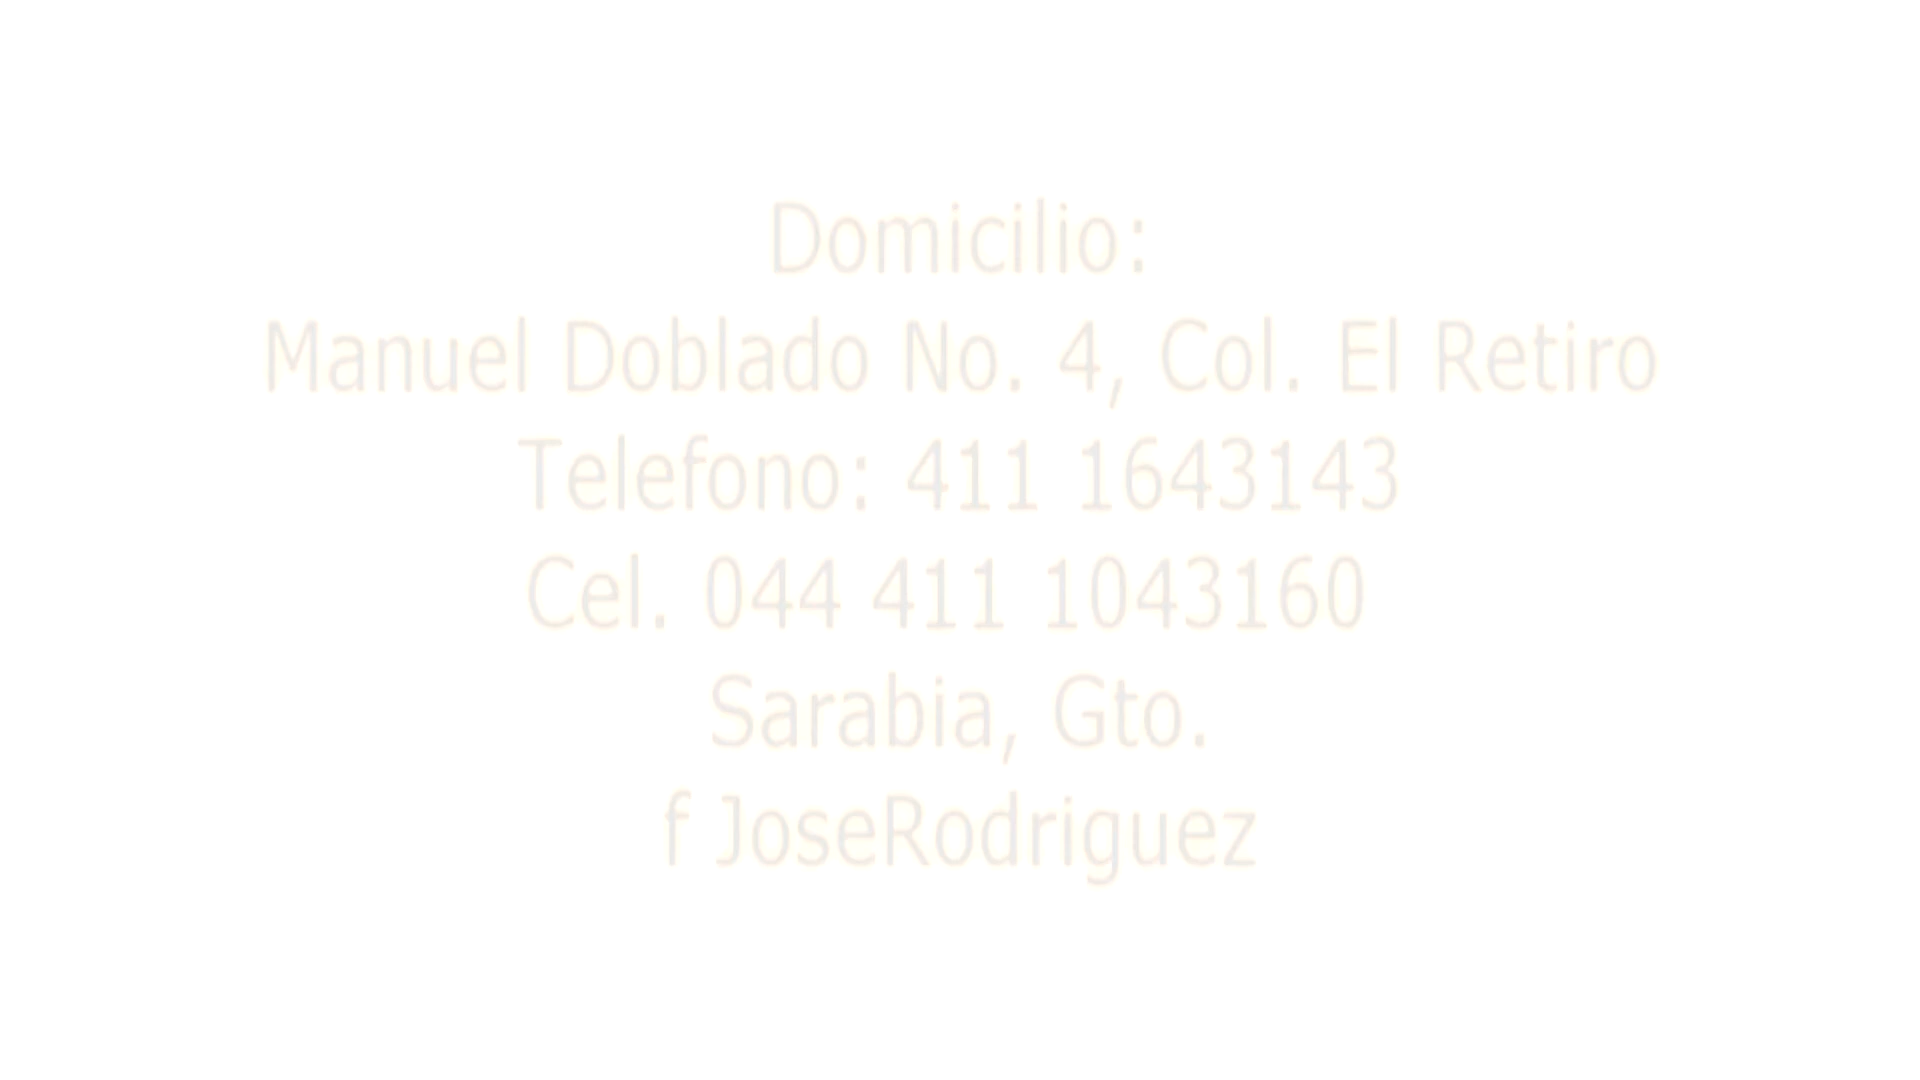 Domicilio:
Manuel Doblado No. 4, Col. El Retiro
Telefono: 411 1643143
Cel. 044 411 1043160
Sarabia, Gto.
f JoseRodriguez